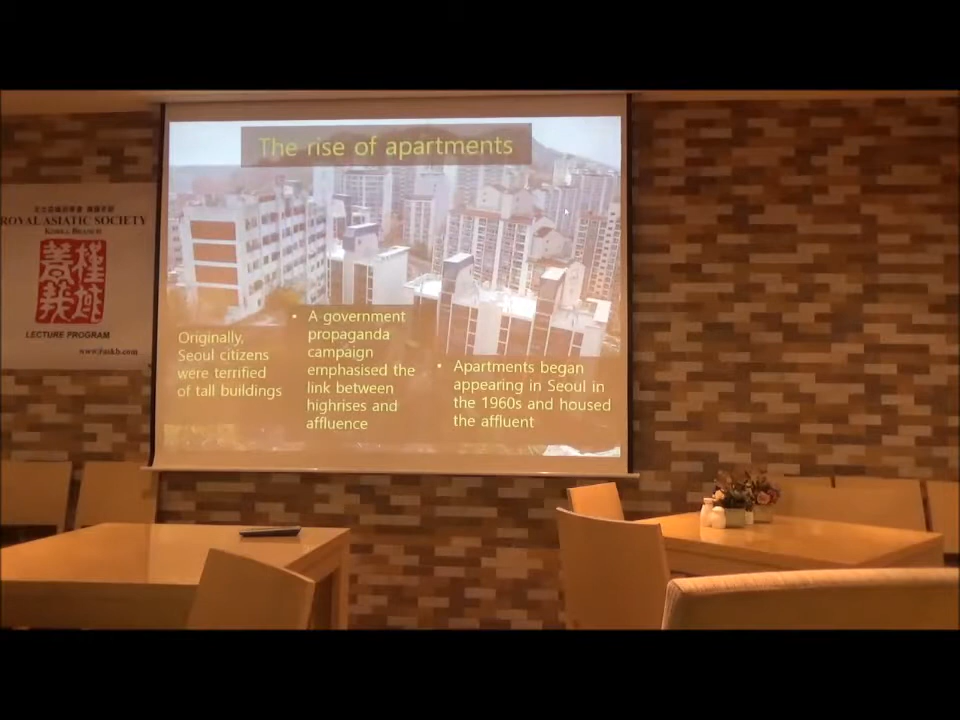 ROYAL ASIATIC SOCIETY
KOREA BRANCH
LECTURE PROGRAM
The rise of apartments
Originally,
Seoul citizens
were terrified
of tall buildings
• A government
propaganda
campaign
emphasised the
link between
highrises and
affluence
• Apartments began
appearing in Seoul in
the 1960s and housed
the affluent